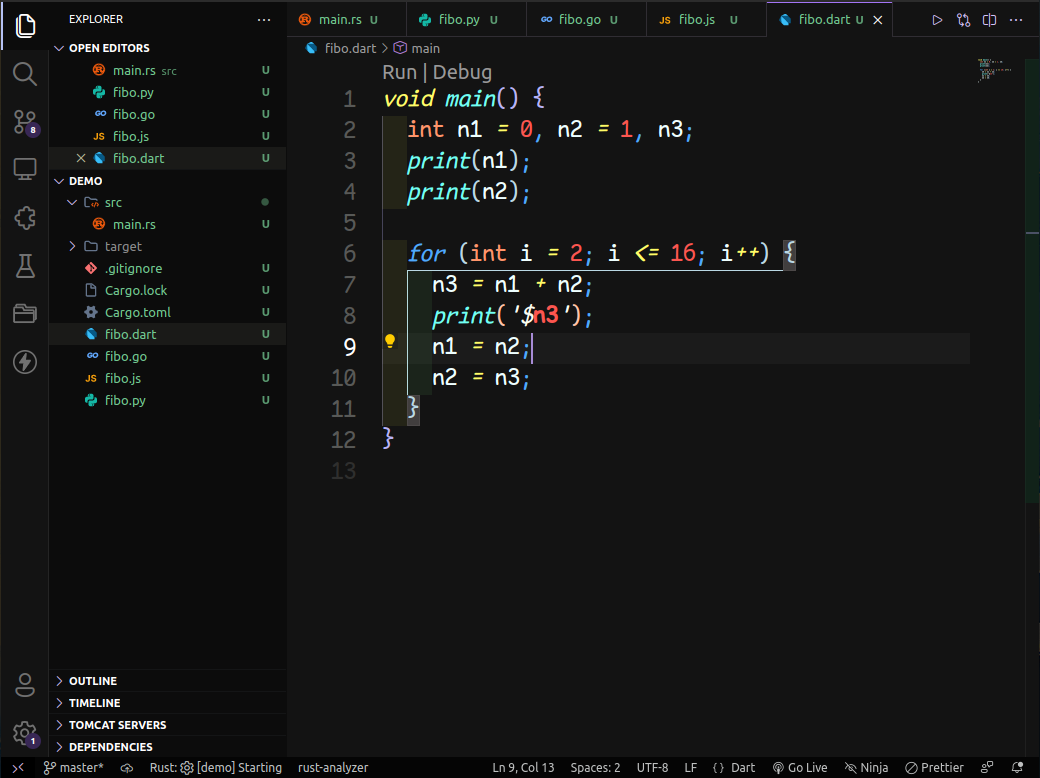 EXPLORER
OPEN EDITORS
main.rs src U
fibo.py U
fibo.go U
JS fibo.js U
fibo.dart U
DEMO
src
main.rs U
target
.gitignore U
Cargo.lock U
Cargo.toml U
fibo.dart U
fibo.go U
JS fibo.js U
fibo.py U
OUTLINE
TIMELINE
TOMCAT SERVERS
DEPENDENCIES
8
1
main.rs U fibo.py U GO fibo.go U JS fibo.js U fibo.dart U
fibo.dart > main
Run | Debug
1 void main() {
2 int n1 = 0, n2 = 1, n3;
3 print(n1);
4 print(n2);
5
6 for (int i = 2; i <= 16; i++) {
7 n3 = n1 + n2;
8 print('$n3');
9 n1 = n2;
10 n2 = n3;
11 }
12 }
13
master* Rust: [demo] Starting rust-analyzer Ln 9, Col 13 Spaces: 2 UTF-8 LF {} Dart Go Live Ninja Prettier